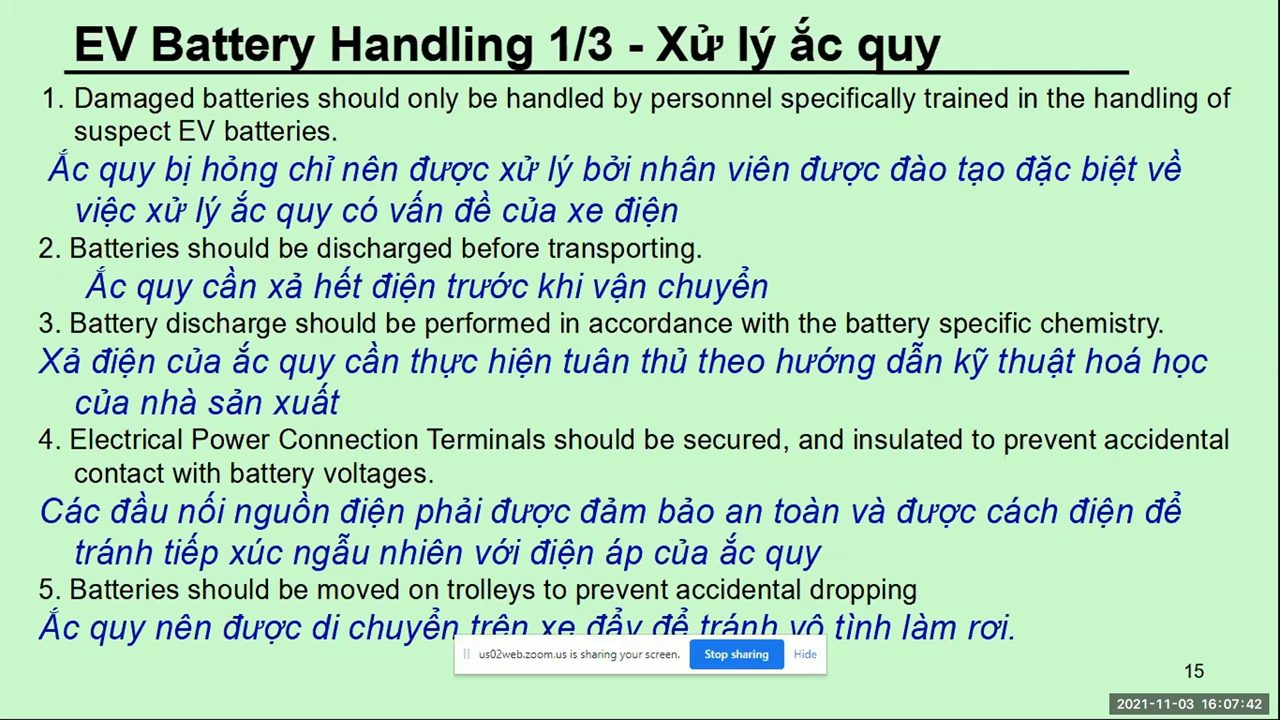 EV Battery Handling 1/3 - Xử lý ắc quy
1. Damaged batteries should only be handled by personnel specifically trained in the handling of
suspect EV batteries.
Ắc quy bị hỏng chỉ nên được xử lý bởi nhân viên được đào tạo đặc biệt về
việc xử lý ắc quy có vấn đề của xe điện
2. Batteries should be discharged before transporting.
Ắc quy cần xả hết điện trước khi vận chuyển
3. Battery discharge should be performed in accordance with the battery specific chemistry.
Xả điện của ắc quy cần thực hiện tuân thủ theo hướng dẫn kỹ thuật hoá học
của nhà sản xuất
4. Electrical Power Connection Terminals should be secured, and insulated to prevent accidental
contact with battery voltages.
Các đầu nối nguồn điện phải được đảm bảo an toàn và được cách điện để
tránh tiếp xúc ngẫu nhiên với điện áp của ắc quy
5. Batteries should be moved on trolleys to prevent accidental dropping
Ắc quy nên được di chuyển trên xe đẩy để tránh vô tình làm rơi.
us02web.zoom.us is sharing your screen. Stop sharing Hide
15
2021-11-03 16:07:42